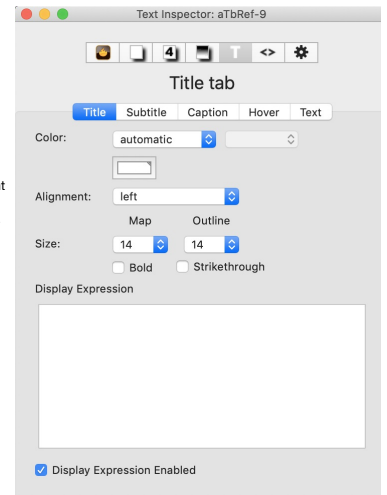 Text Inspector: aTbRef-9
4 T <>
Title tab
Title Subtitle Caption Hover Text
Color: automatic
Alignment: left
Map Outline
Size: 14 14
Bold Strikethrough
Display Expression
Display Expression Enabled